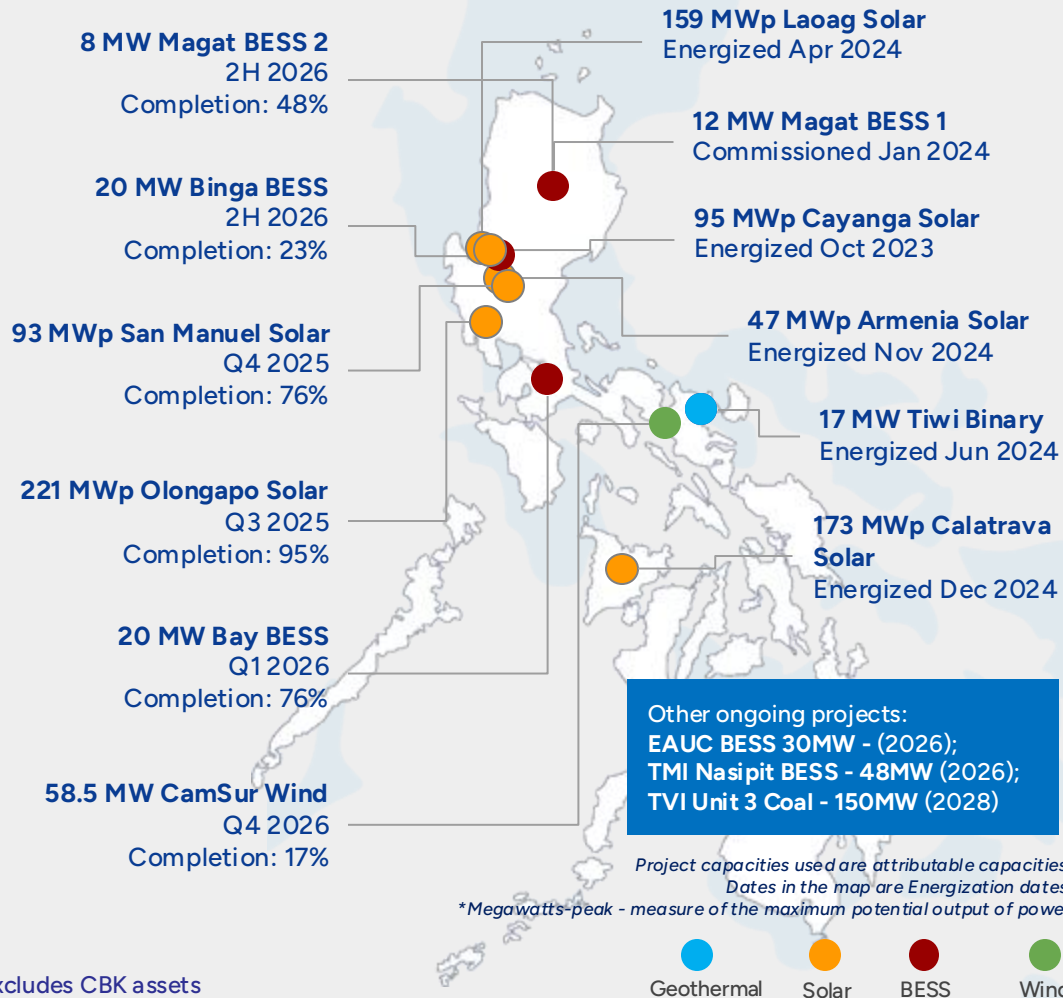 8 MW Magat BESS 2
2H 2026
Completion: 48%
20 MW Binga BESS
2H 2026
Completion: 23%
93 MWp San Manuel Solar
Q4 2025
Completion: 76%
221 MWp Olongapo Solar
Q3 2025
Completion: 95%
20 MW Bay BESS
Q1 2026
Completion: 76%
58.5 MW CamSur Wind
Q4 2026
Completion: 17%
159 MWp Laoag Solar
Energized Apr 2024
12 MW Magat BESS 1
Commissioned Jan 2024
95 MWp Cayanga Solar
Energized Oct 2023
47 MWp Armenia Solar
Energized Nov 2024
17 MW Tiwi Binary
Energized Jun 2024
173 MWp Calatrava
Solar
Energized Dec 2024
Other ongoing projects:
EAUC BESS 30MW - (2026);
TMI Nasipit BESS - 48MW (2026);
TVI Unit 3 Coal - 150MW (2028)
Project capacities used are attributable capacities
Dates in the map are Energization dates
*Megawatts-peak - measure of the maximum potential output of powe
Geothermal
Solar
BESS
Wind
xcludes CBK assets